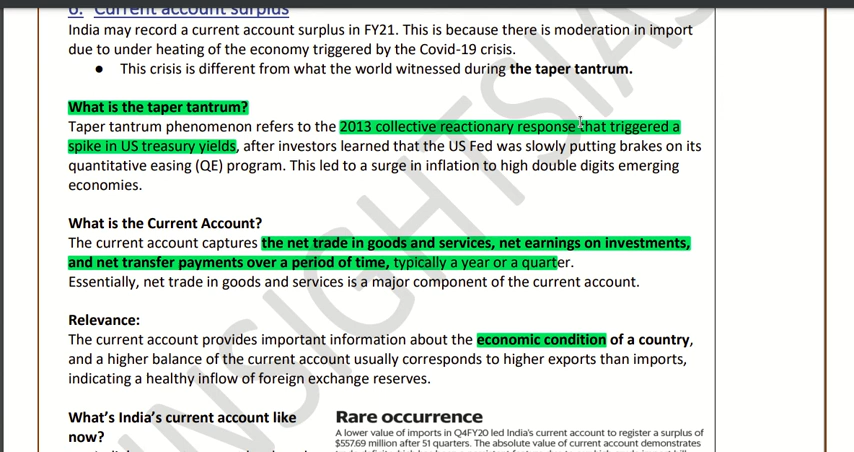 6. Current account surplus
India may record a current account surplus in FY21. This is because there is moderation in import
due to under heating of the economy triggered by the Covid-19 crisis.
● This crisis is different from what the world witnessed during the taper tantrum.
What is the taper tantrum?
Taper tantrum phenomenon refers to the 2013 collective reactionary response that triggered a
spike in US treasury yields, after investors learned that the US Fed was slowly putting brakes on its
quantitative easing (QE) program. This led to a surge in inflation to high double digits emerging
economies.
What is the Current Account?
The current account captures the net trade in goods and services, net earnings on investments,
and net transfer payments over a period of time, typically a year or a quarter.
Essentially, net trade in goods and services is a major component of the current account.
Relevance:
The current account provides important information about the economic condition of a country,
and a higher balance of the current account usually corresponds to higher exports than imports,
indicating a healthy inflow of foreign exchange reserves.
What's India's current account like
now?
Rare occurrence
A lower value of imports in Q4FY20 led India's current account to register a surplus of
$557.69 million after 51 quarters. The absolute value of current account demonstrates
INSIGHTSIAS